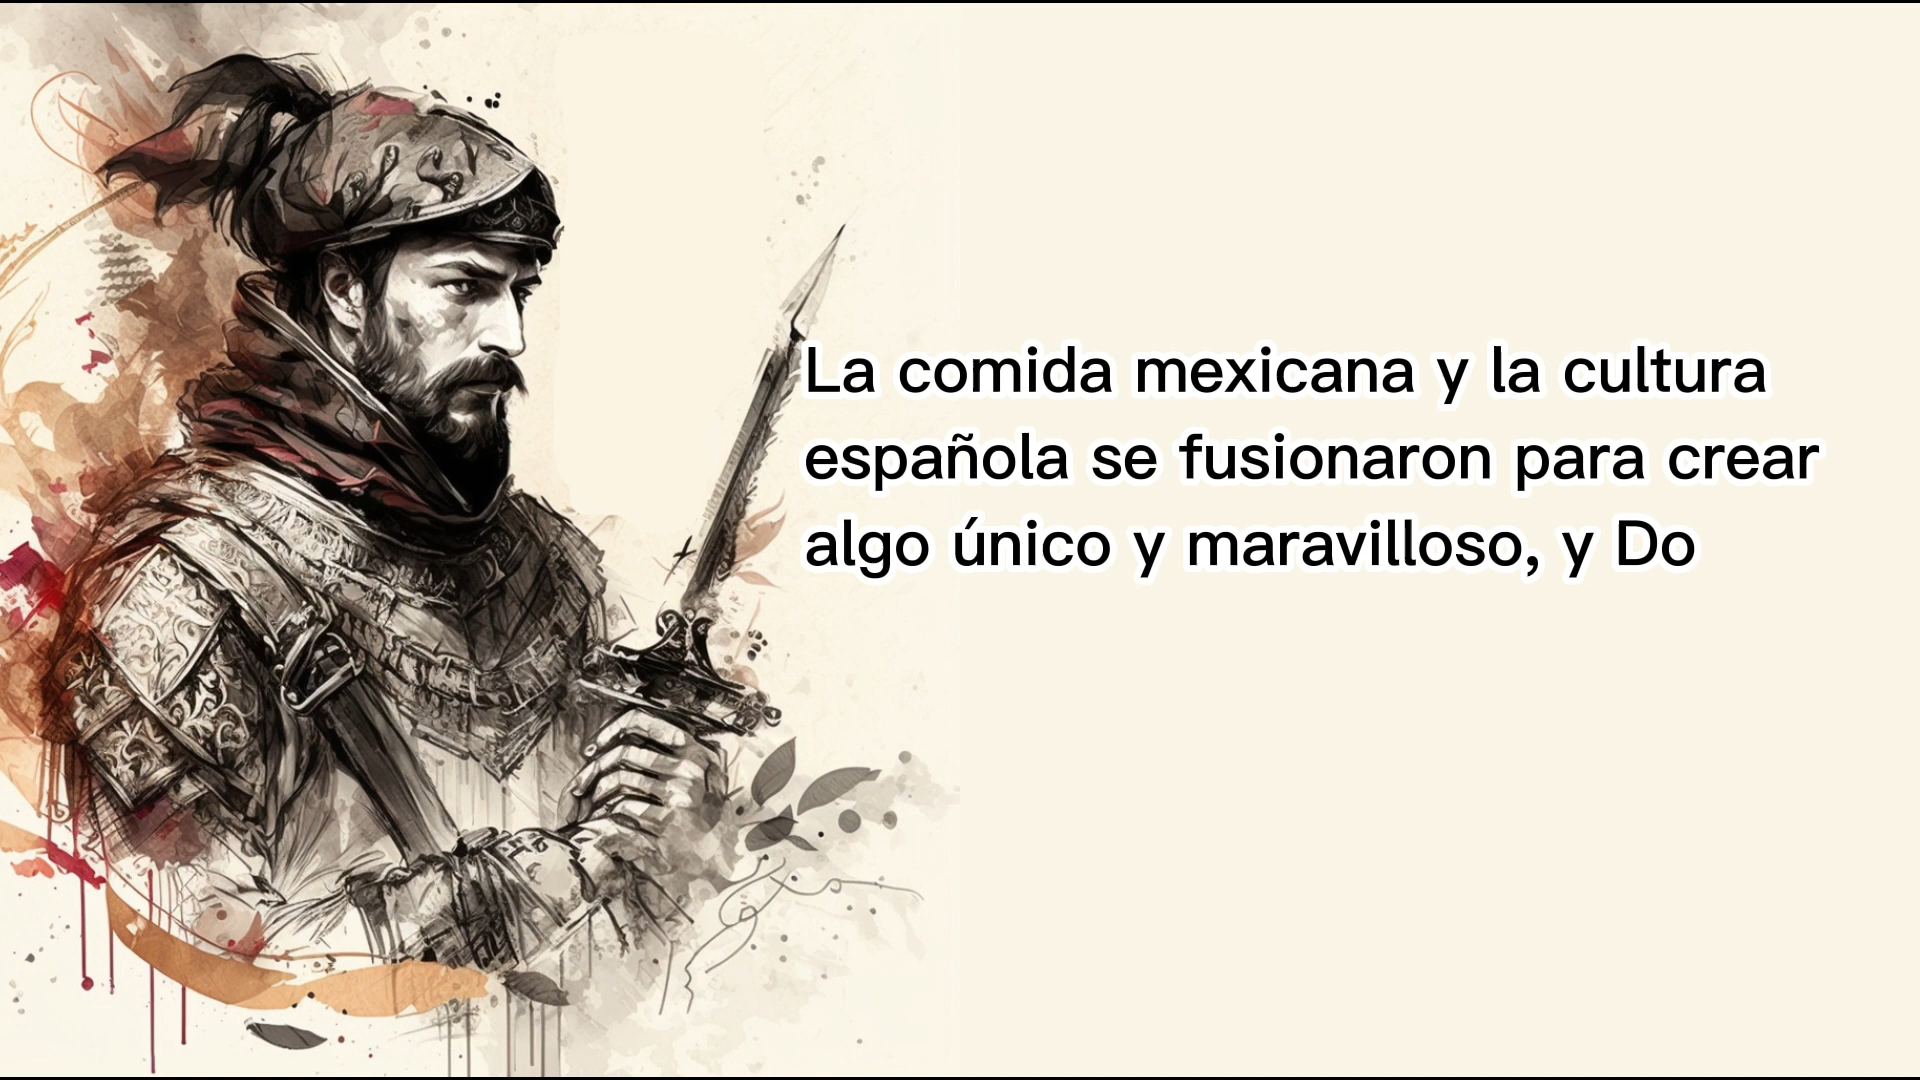 La comida mexicana y la cultura
española se fusionaron para crear
algo único y maravilloso, y Do